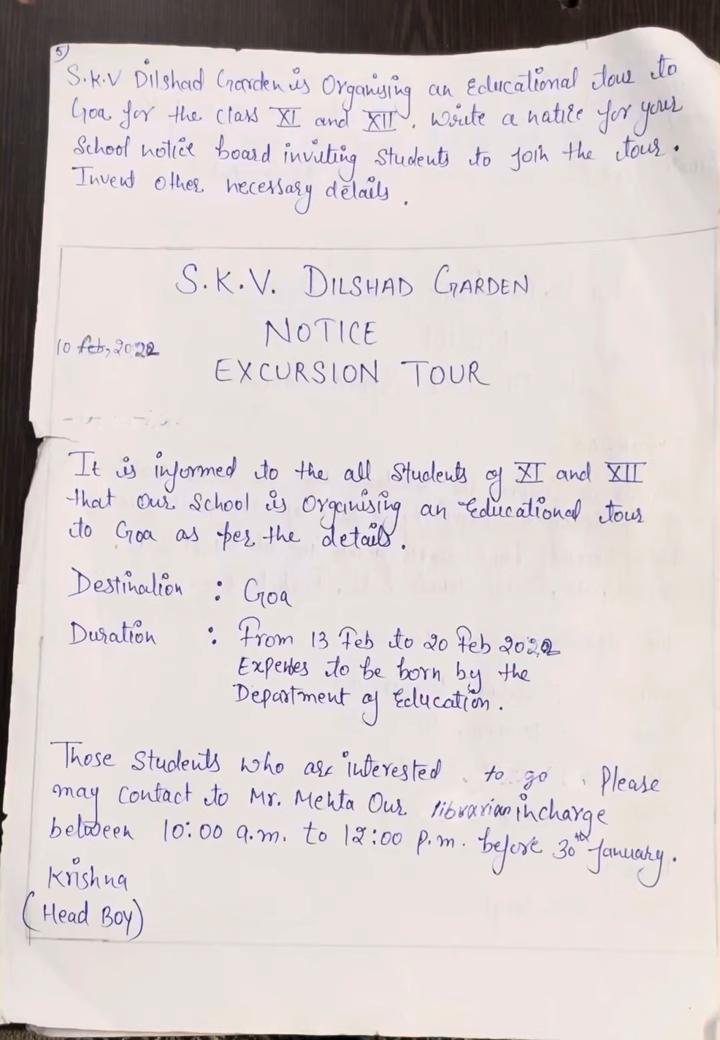 5)
S.K.V Dilshad Garden is Organising an Educational tour to
Goa for the class XI and XII. Write a notice for your
School notice board inviting Students to join the tour.
Invent other necessary details.
S.K.V. DILSHAD GARDEN
NOTICE
10 feb, 2022
EXCURSION TOUR
It is informed to the all Students of XI and XII
that Our School is Organising an Educational tour
to Goa as per the details.
Destination : Goa
Duration : From 13 Feb to 20 Feb 2022
Expenses to be born by the
Department of Education.
Those Students who are interested to go Please
may Contact to Mr. Mehta Our librarian incharge
between 10:00 a.m. to 12:00 p.m. before 30th January.
Krishna
(Head Boy)